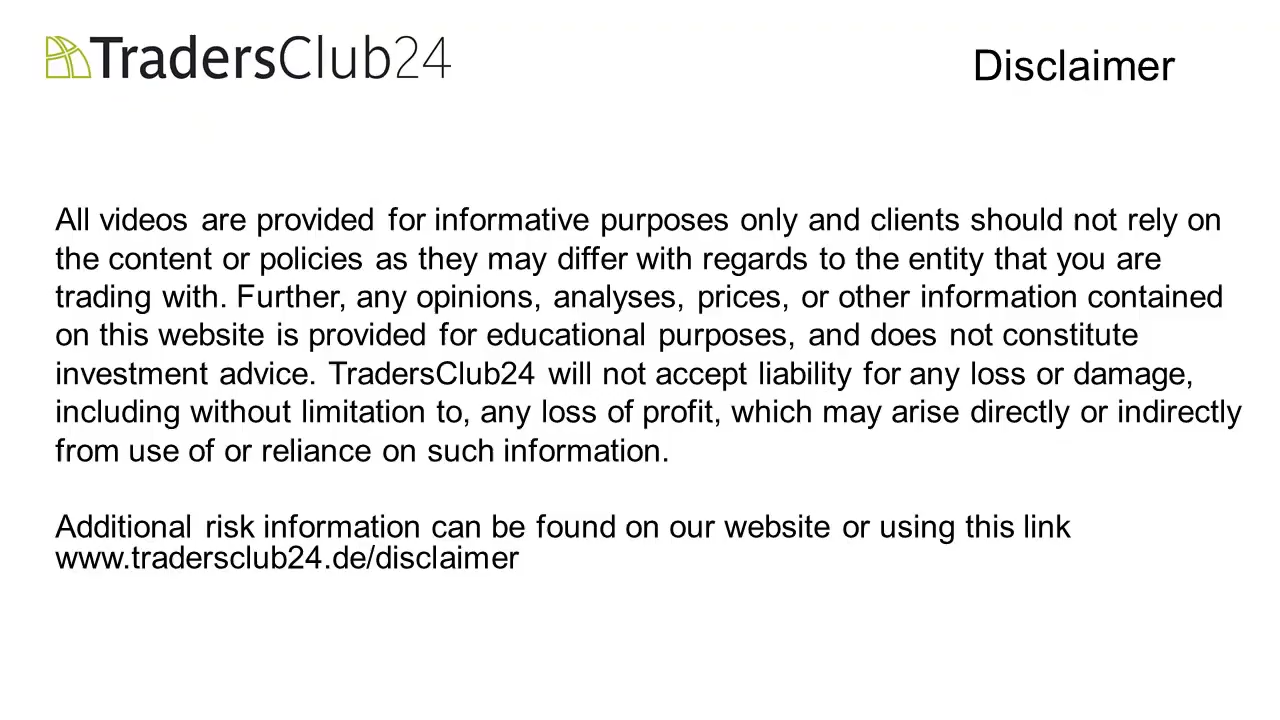 TradersClub24
Disclaimer
All videos are provided for informative purposes only and clients should not rely on
the content or policies as they may differ with regards to the entity that you are
trading with. Further, any opinions, analyses, prices, or other information contained
on this website is provided for educational purposes, and does not constitute
investment advice. TradersClub24 will not accept liability for any loss or damage,
including without limitation to, any loss of profit, which may arise directly or indirectly
from use of or reliance on such information.
Additional risk information can be found on our website or using this link
www.tradersclub24.de/disclaimer